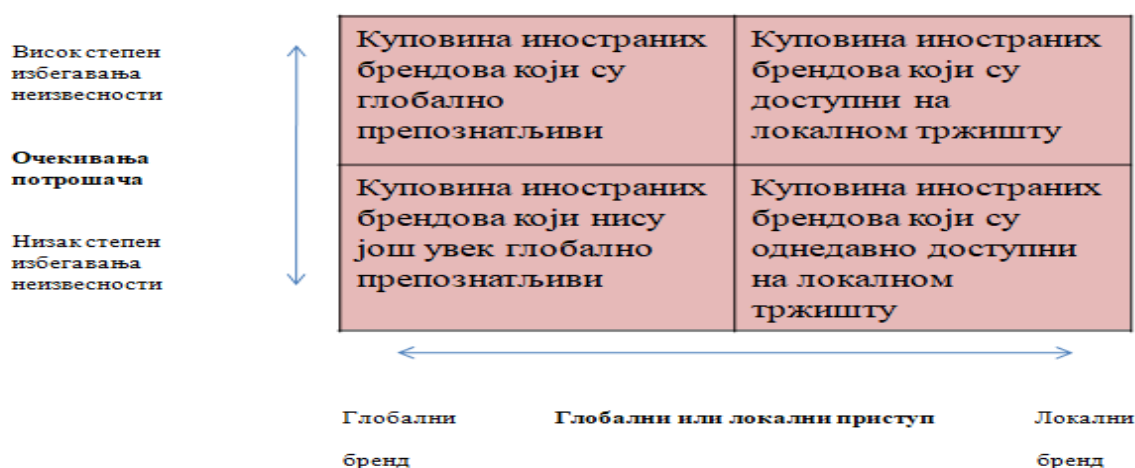 Висок степен
избегавања
неизвесности
Очекивања
потрошача
Низак степен
избегавања
неизвесности
Куповина иностраних
брендова који су
глобално
препознатљиви
Куповина иностраних
брендова који су
доступни на
локалном тржишту
Куповина иностраних
брендова који нису
још увек глобално
препознатљиви
Куповина иностраних
брендова који су
однедавно доступни
на локалном
тржишту
Глобални
бренд
Глобални или локални приступ
Локални
бренд